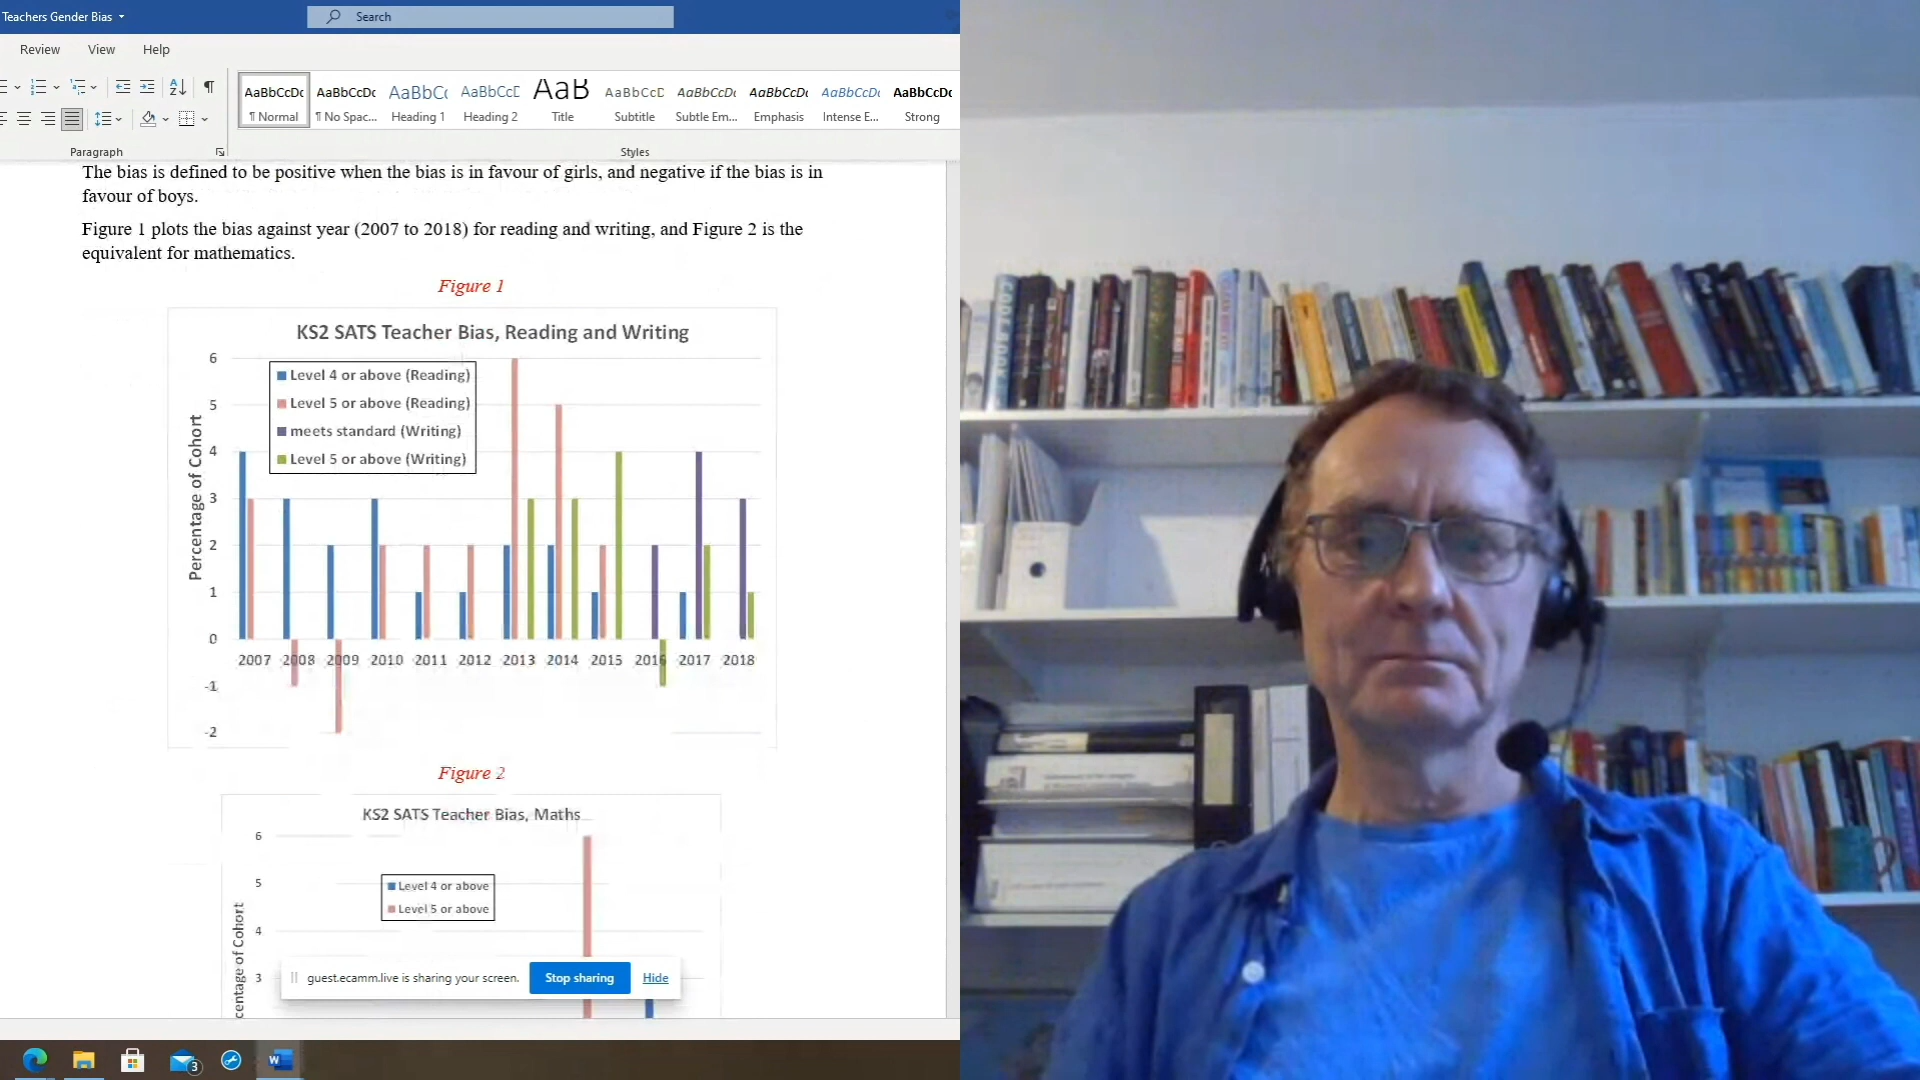 Teachers Gender Bias
Search
Review View Help
AaBbCcDc AaBbCcDc AaBbC( AaBbCcD AaB AaBbCcD AaBbCcDc AaBbCcDc AaBbCcDc AaBbCcDc
¶ Normal ¶ No Spac... Heading 1 Heading 2 Title Subtitle Subtle Em... Emphasis Intense E... Strong
Paragraph Styles
The bias is defined to be positive when the bias is in favour of girls, and negative if the bias is in
favour of boys.
Figure 1 plots the bias against year (2007 to 2018) for reading and writing, and Figure 2 is the
equivalent for mathematics.
Figure 1
KS2 SATS Teacher Bias, Reading and Writing
Level 4 or above (Reading)
Level 5 or above (Reading)
meets standard (Writing)
Level 5 or above (Writing)
Percentage of Cohort
6
5
4
3
2
1
0
-1
-2
2007 2008 2009 2010 2011 2012 2013 2014 2015 2016 2017 2018
Figure 2
KS2 SATS Teacher Bias, Maths
Level 4 or above
Level 5 or above
centage of Cohort
6
5
4
3
guest.ecamm.live is sharing your screen. Stop sharing Hide
3